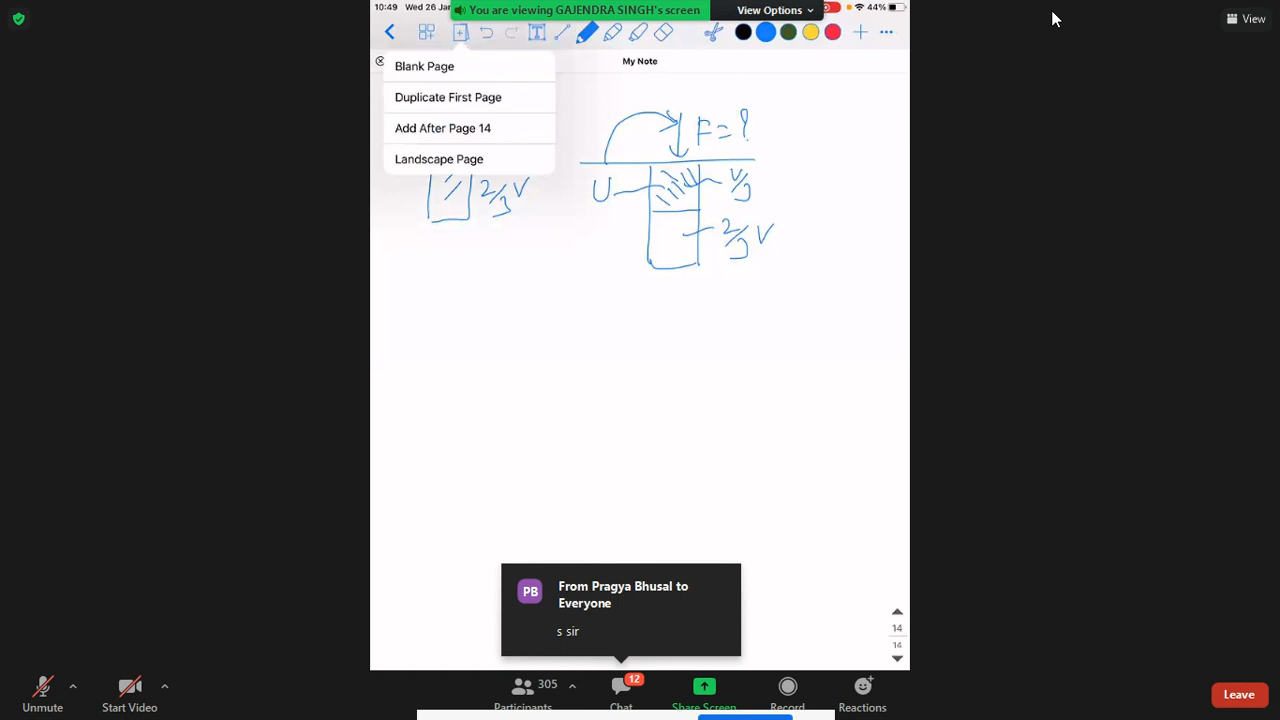 10:49 Wed 26 Jan
You are viewing GAJENDRA SINGH's screen
View Options
44%
View
My Note
Blank Page
Duplicate First Page
Add After Page 14
Landscape Page
F = ?
U
V/3
2/3 V
2/3 V
From Pragya Bhusal to
Everyone
PB
s sir
14
14
305
12
Unmute
Start Video
Participants
Chat
Share Screen
Record
Reactions
Leave